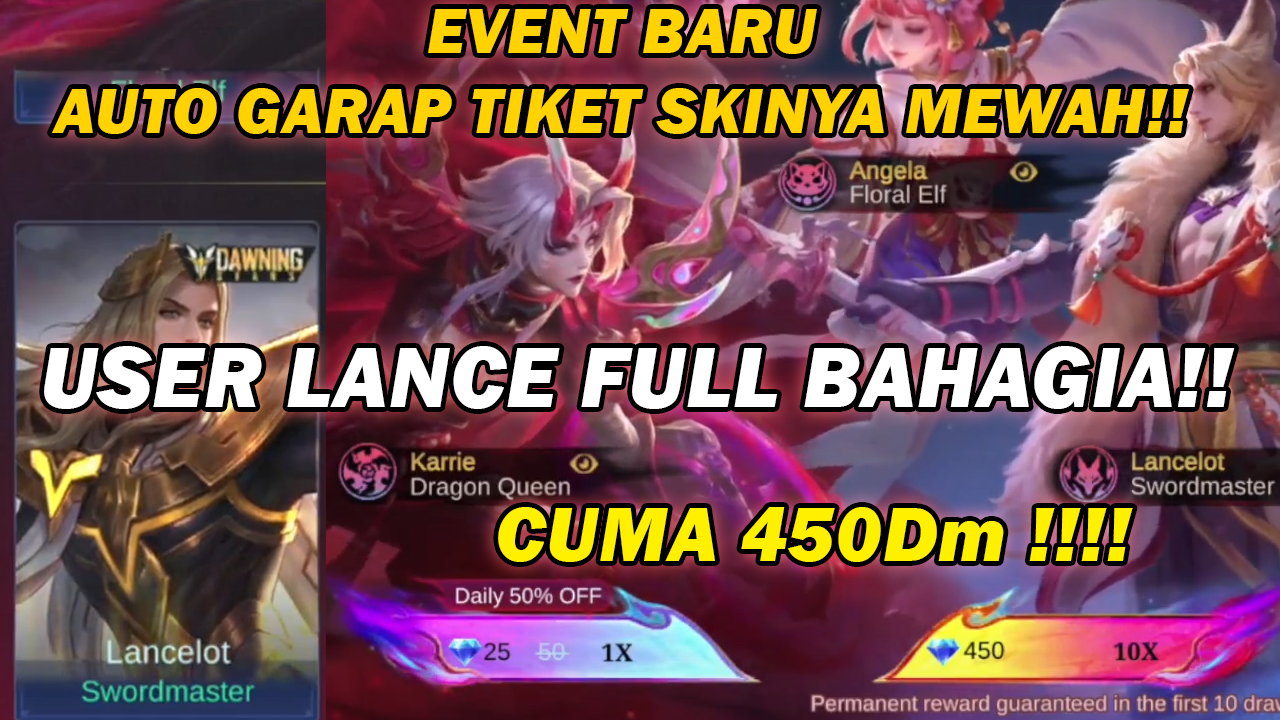 EVENT BARU
AUTO GARAP TIKET SKINYA MEWAH!!
Floral Elf
DAWNING
Angela
Floral Elf
USER LANCE FULL BAHAGIA!!
Karrie
Dragon Queen
Lancelot
Swordmaster
CUMA 450Dm !!!!
Daily 50% OFF
25 50 1X
450 10X
Lancelot
Swordmaster
Permanent reward guaranteed in the first 10 draw